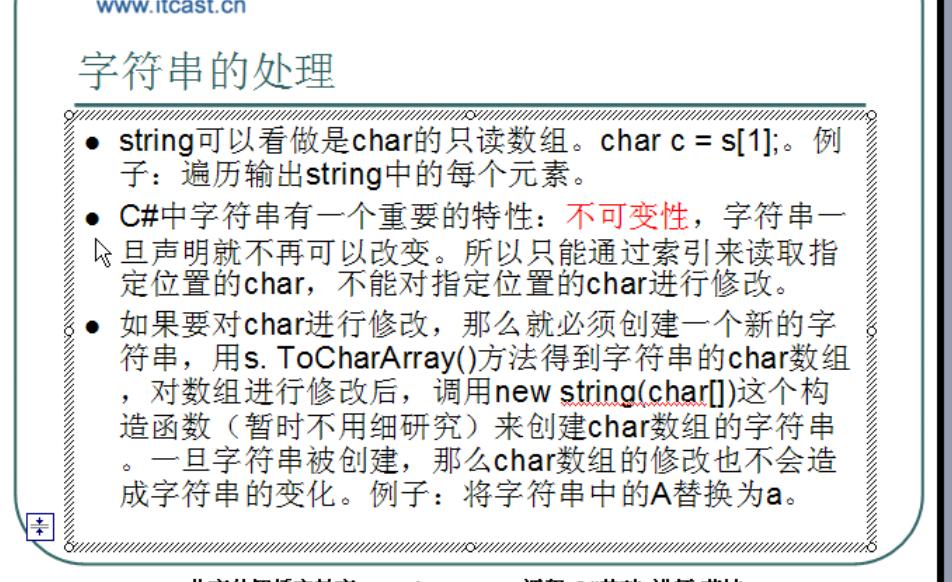 www.itcast.cn
字符串的处理
string可以看做是char的只读数组。char c = s[1];。例
子：遍历输出string中的每个元素。
C#中字符串有一个重要的特性：不可变性，字符串一
旦声明就不再可以改变。所以只能通过索引来读取指
定位置的char，不能对指定位置的char进行修改。
如果要对char进行修改，那么就必须创建一个新的字
符串，用s. ToCharArray()方法得到字符串的char数组
，对数组进行修改后，调用new string(char[])这个构
造函数（暂时不用细研究）来创建char数组的字符串
。一旦字符串被创建，那么char数组的修改也不会造
成字符串的变化。例子：将字符串中的A替换为a。